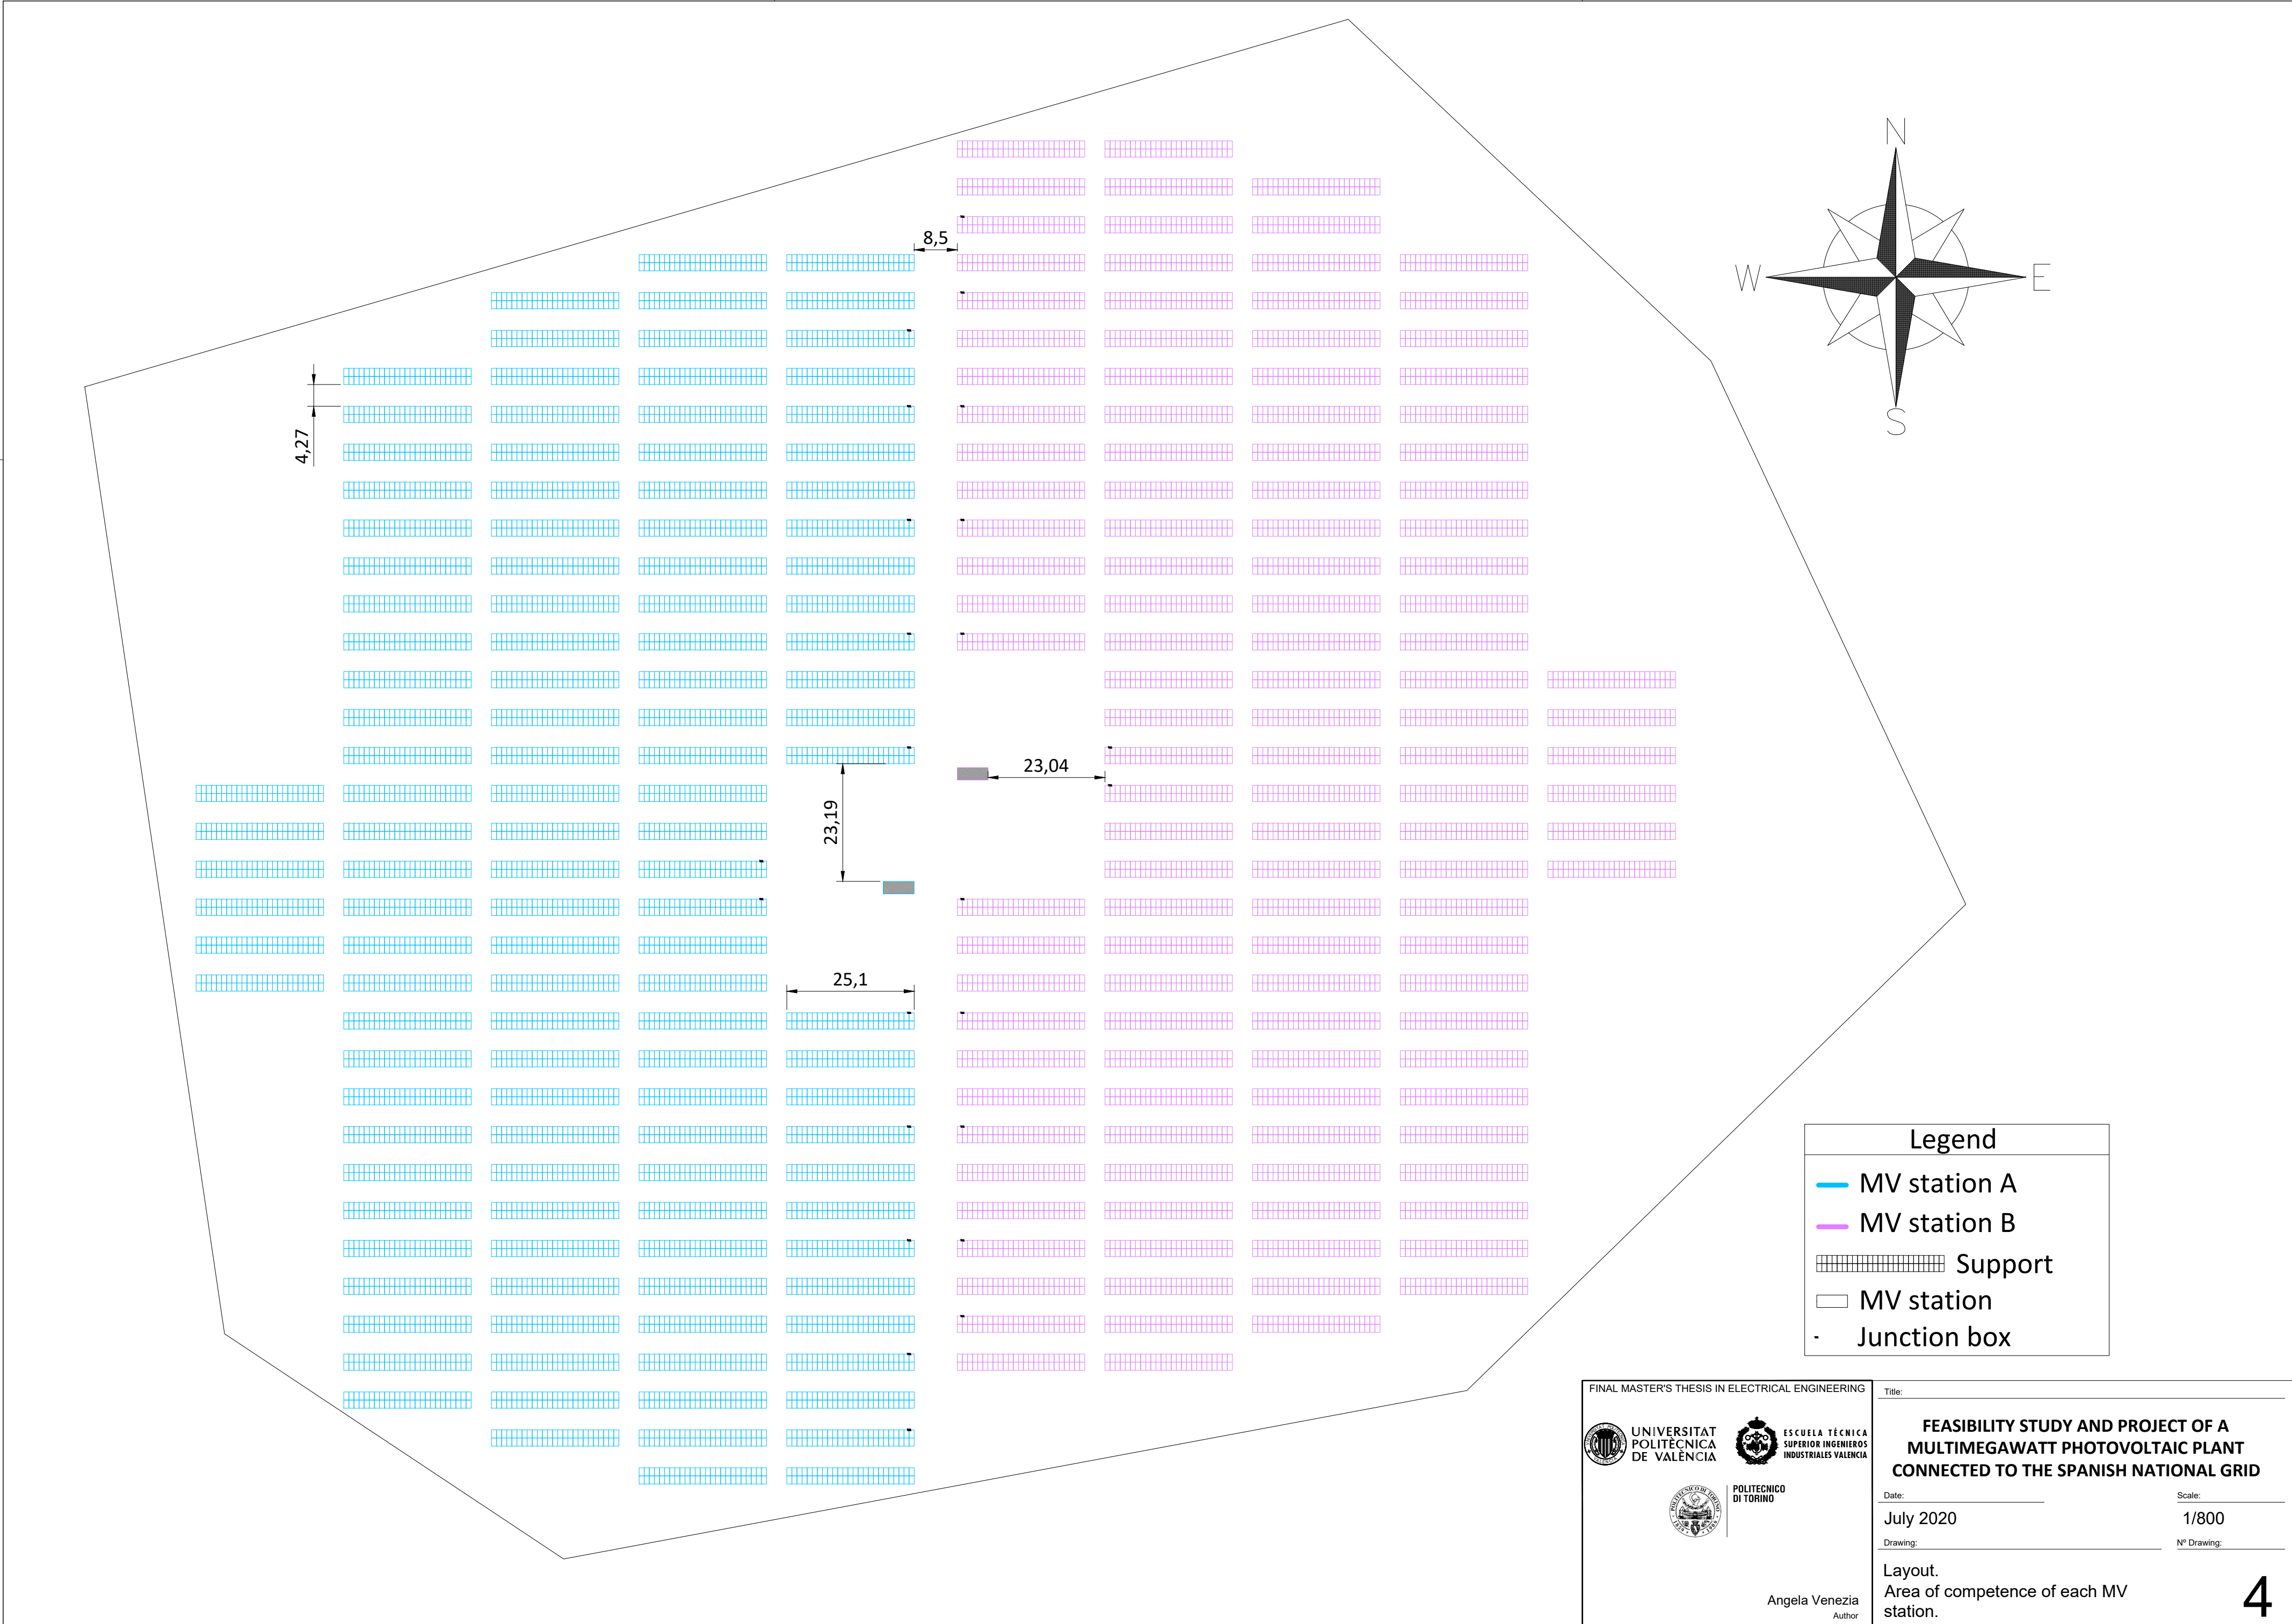 N
W
E
S
8,5
4,27
23,04
23,19
25,1
Legend
MV station A
MV station B
Support
MV station
Junction box
FINAL MASTER'S THESIS IN ELECTRICAL ENGINEERING
UNIVERSITAT
POLITÈCNICA
DE VALÈNCIA
ESCUELA TÉCNICA
SUPERIOR INGENIEROS
INDUSTRIALES VALENCIA
POLITECNICO
DI TORINO
Angela Venezia
Author
Title:
FEASIBILITY STUDY AND PROJECT OF A
MULTIMEGAWATT PHOTOVOLTAIC PLANT
CONNECTED TO THE SPANISH NATIONAL GRID
Date:
July 2020
Scale:
1/800
Drawing:
Layout.
Area of competence of each MV
station.
Nº Drawing:
4